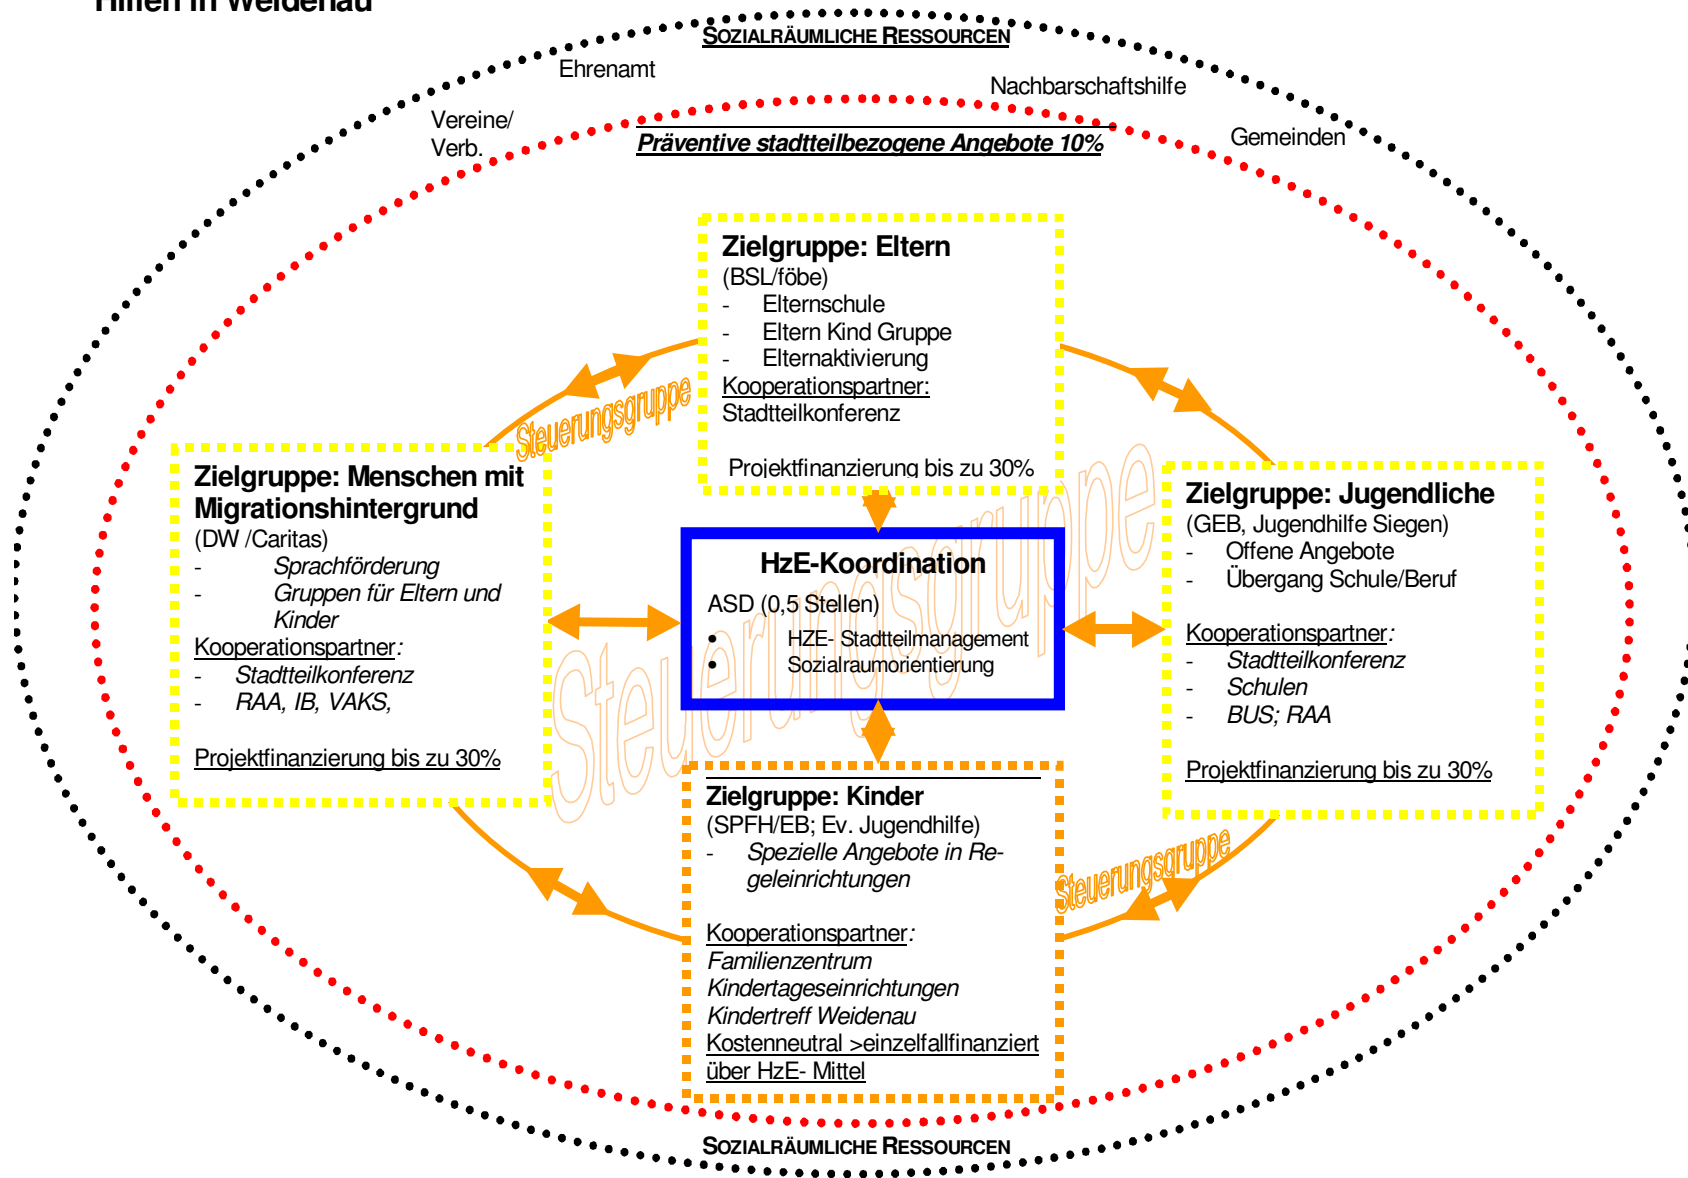 Hilfen in Weidenau
SOZIALRÄUMLICHE RESSOURCEN
Ehrenamt
Nachbarschaftshilfe
Vereine/
Verb.
Gemeinden
Präventive stadtteilbezogene Angebote 10%
Zielgruppe: Eltern
(BSL/föbe)
- Elternschule
- Eltern Kind Gruppe
- Elternaktivierung
Kooperationspartner:
Stadtteilkonferenz
Projektfinanzierung bis zu 30%
Steuerungsgruppe
Zielgruppe: Menschen mit
Migrationshintergrund
(DW /Caritas)
- Sprachförderung
- Gruppen für Eltern und
Kinder
Kooperationspartner:
- Stadtteilkonferenz
- RAA, IB, VAKS,
Projektfinanzierung bis zu 30%
HzE-Koordination
ASD (0,5 Stellen)
• HZE- Stadtteilmanagement
• Sozialraumorientierung
Steuerungsgruppe
Zielgruppe: Jugendliche
(GEB, Jugendhilfe Siegen)
- Offene Angebote
- Übergang Schule/Beruf
Kooperationspartner:
- Stadtteilkonferenz
- Schulen
- BUS; RAA
Projektfinanzierung bis zu 30%
Zielgruppe: Kinder
(SPFH/EB; Ev. Jugendhilfe)
- Spezielle Angebote in Re-
geleinrichtungen
Kooperationspartner:
Familienzentrum
Kindertageseinrichtungen
Kindertreff Weidenau
Kostenneutral >einzelfallfinanziert
über HzE- Mittel
Steuerungsgruppe
SOZIALRÄUMLICHE RESSOURCEN